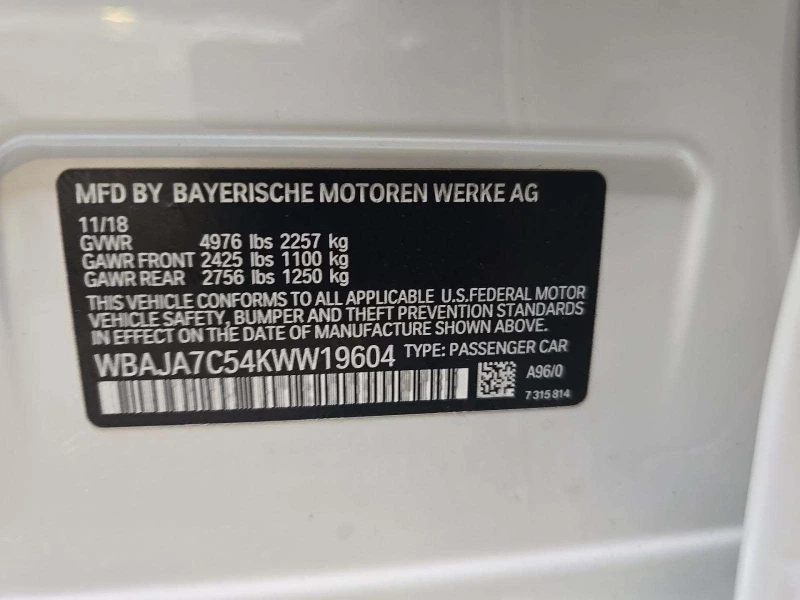 MFD BY BAYERISCHE MOTOREN WERKE AG
11/18
GVWR 4976 lbs 2257 kg
GAWR FRONT 2425 lbs 1100 kg
GAWR REAR 2756 lbs 1250 kg
THIS VEHICLE CONFORMS TO ALL APPLICABLE U.S.FEDERAL MOTOR
VEHICLE SAFETY, BUMPER AND THEFT PREVENTION STANDARDS
IN EFFECT ON THE DATE OF MANUFACTURE SHOWN ABOVE.
WBAJA7C54KWW19604 TYPE: PASSENGER CAR
A96/0
7315814